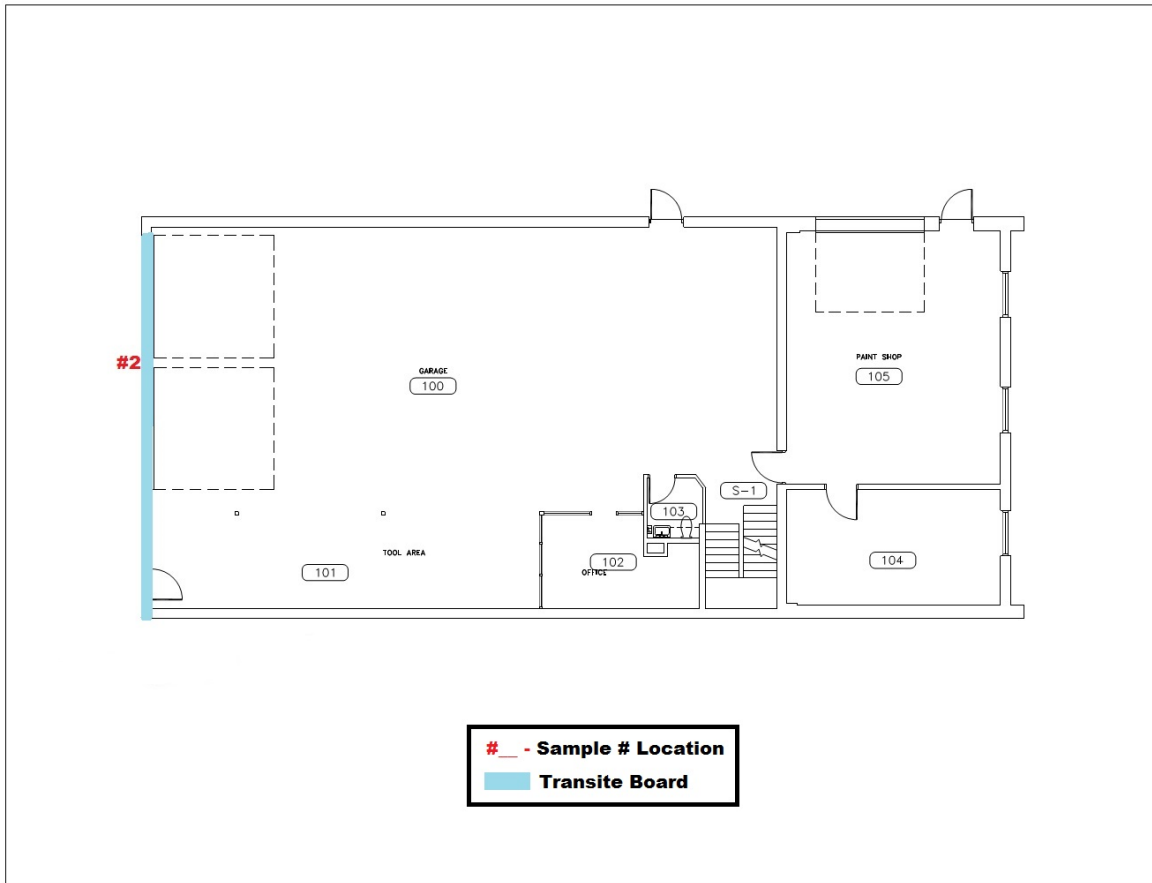 #2
GARAGE
100
PAINT SHOP
105
S-1
103
TOOL AREA
101
102
OFFICE
104
#__ - Sample # Location
Transite Board